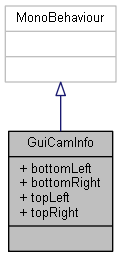 MonoBehaviour
GuiCamInfo
+ bottomLeft
+ bottomRight
+ topLeft
+ topRight